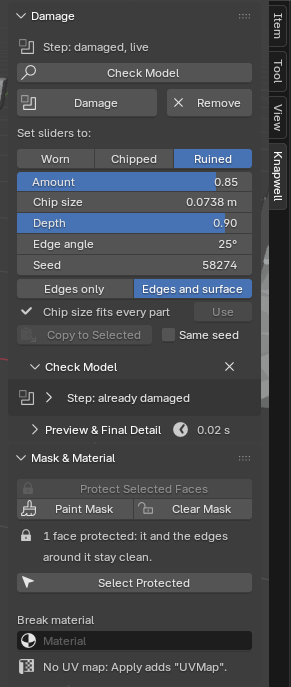 Damage
Step: damaged, live
Check Model
Damage
Remove
Set sliders to:
Worn Chipped Ruined
Amount 0.85
Chip size 0.0738 m
Depth 0.90
Edge angle 25°
Seed 58274
Edges only Edges and surface
Chip size fits every part Use
Copy to Selected Same seed
Check Model
Step: already damaged
Preview & Final Detail 0.02 s
Mask & Material
Protect Selected Faces
Paint Mask Clear Mask
1 face protected: it and the edges
around it stay clean.
Select Protected
Break material
Material
No UV map: Apply adds "UVMap".
Item
Tool
View
Knapwell